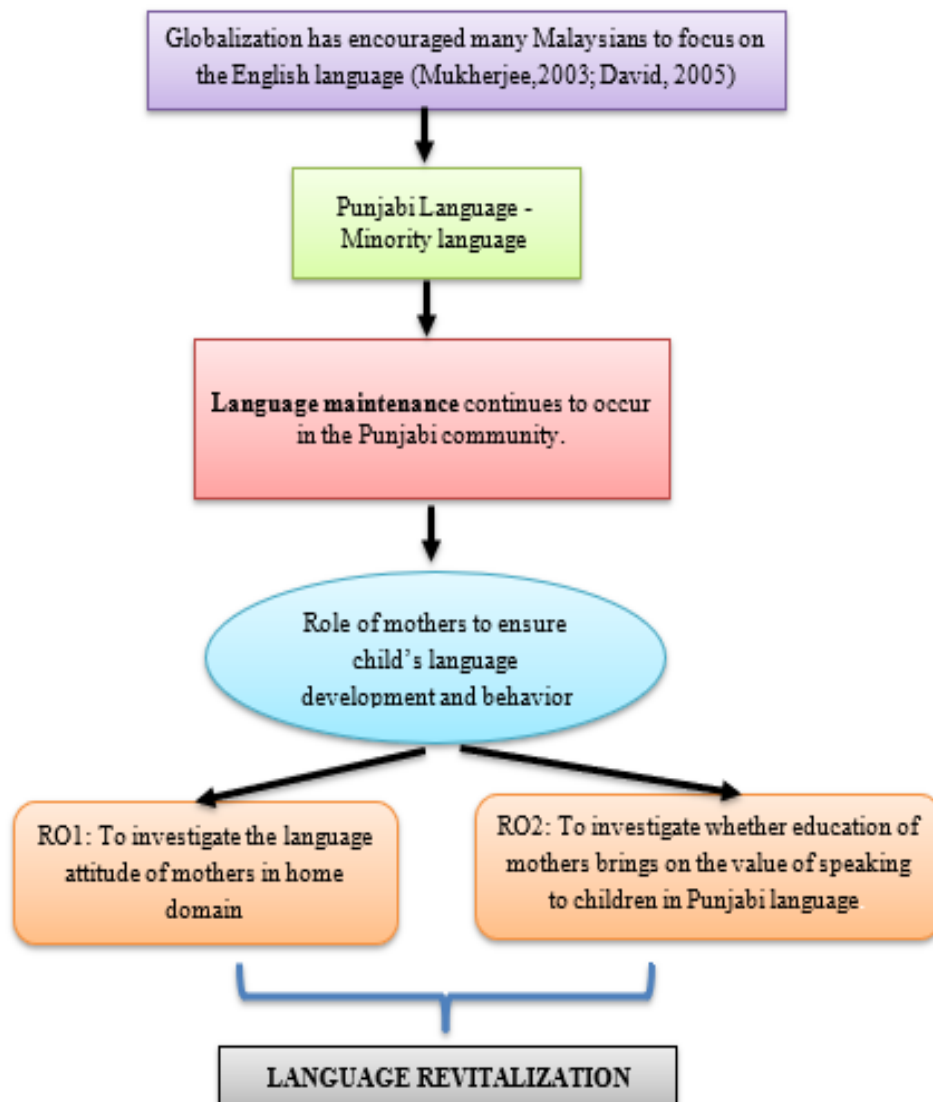 Globalization has encouraged many Malaysians to focus on
the English language (Mukherjee,2003; David, 2005)
Punjabi Language -
Minority language
Language maintenance continues to occur
in the Punjabi community.
Role of mothers to ensure
child’s language
development and behavior
RO1: To investigate the language
attitude of mothers in home
domain
RO2: To investigate whether education of
mothers brings on the value of speaking
to children in Punjabi language.
LANGUAGE REVITALIZATION